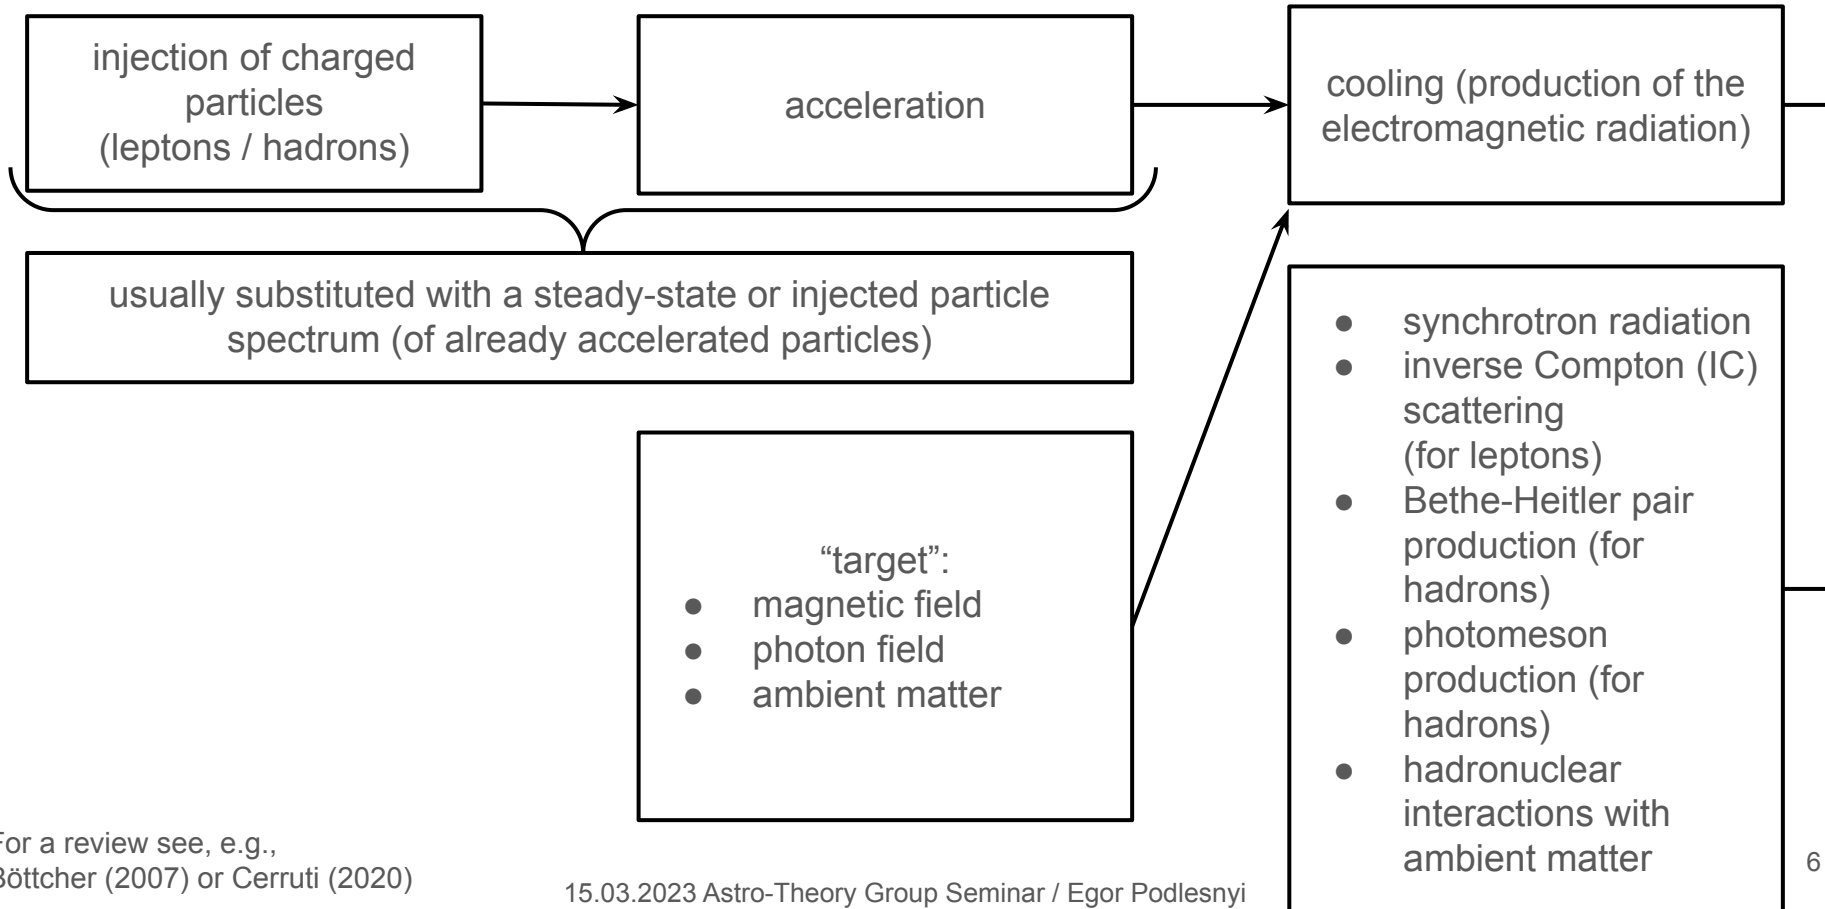 injection of charged
particles
(leptons / hadrons)
acceleration
cooling (production of the
electromagnetic radiation)
usually substituted with a steady-state or injected particle
spectrum (of already accelerated particles)
“target”:
● magnetic field
● photon field
● ambient matter
● synchrotron radiation
● inverse Compton (IC)
scattering
(for leptons)
● Bethe-Heitler pair
production (for
hadrons)
● photomeson
production (for
hadrons)
● hadronuclear
interactions with
ambient matter
For a review see, e.g.,
Böttcher (2007) or Cerruti (2020)
15.03.2023 Astro-Theory Group Seminar / Egor Podlesnyi
6